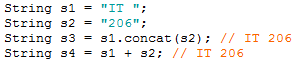 String s1 = "IT ";
String s2 = "206";
String s3 = s1.concat(s2); // IT 206
String s4 = s1 + s2; // IT 206